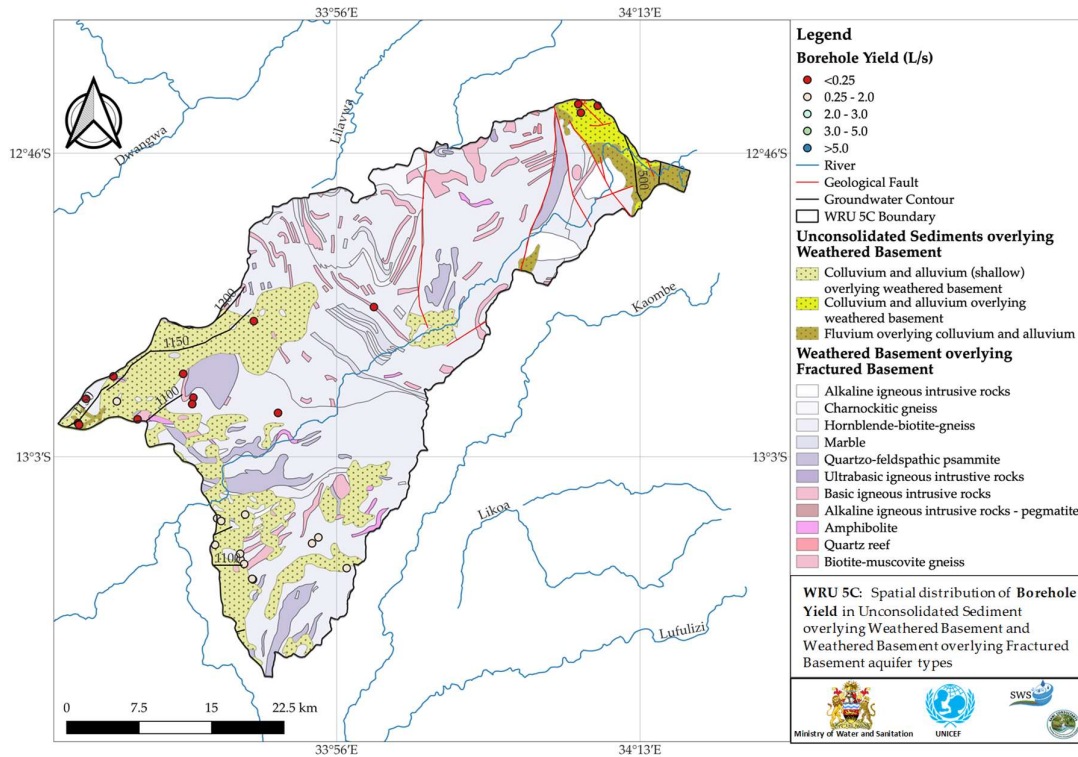 33°56'E
34°13'E
12°46'S
12°46'S
13°3'S
13°3'S
33°56'E
34°13'E
Dwangwa
Lilavwa
Kaombe
Likoa
Lufulizi
500
1200
1150
1100
1100
0 7.5 15 22.5 km
Legend
Borehole Yield (L/s)
<0.25
0.25 - 2.0
2.0 - 3.0
3.0 - 5.0
>5.0
River
Geological Fault
Groundwater Contour
WRU 5C Boundary
Unconsolidated Sediments overlying
Weathered Basement
Colluvium and alluvium (shallow)
overlying weathered basement
Colluvium and alluvium overlying
weathered basement
Fluvium overlying colluvium and alluvium
Weathered Basement overlying
Fractured Basement
Alkaline igneous intrusive rocks
Charnockitic gneiss
Hornblende-biotite-gneiss
Marble
Quartzo-feldspathic psammite
Ultrabasic igneous intrustive rocks
Basic igneous intrusive rocks
Alkaline igneous intrusive rocks - pegmatite
Amphibolite
Quartz reef
Biotite-muscovite gneiss
WRU 5C: Spatial distribution of Borehole
Yield in Unconsolidated Sediment
overlying Weathered Basement and
Weathered Basement overlying Fractured
Basement aquifer types
Ministry of Water and Sanitation
UNICEF
SWS